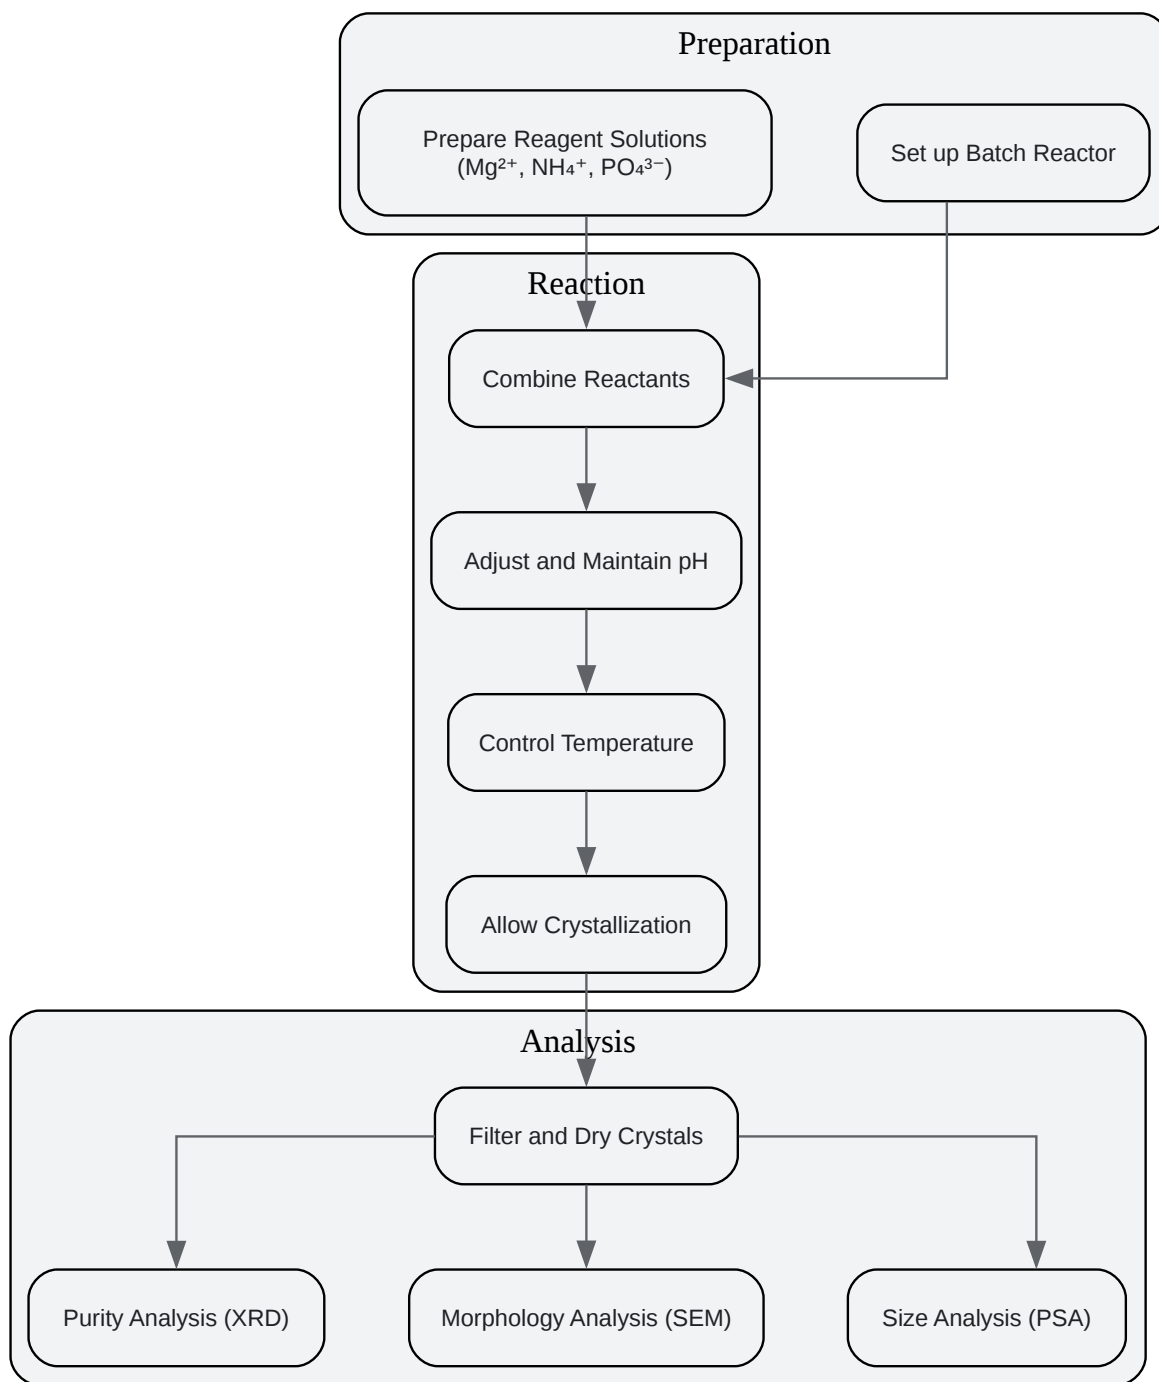 Preparation
Prepare Reagent Solutions
(Mg²⁺, NH₄⁺, PO₄³⁻)
Set up Batch Reactor
Reaction
Combine Reactants
Adjust and Maintain pH
Control Temperature
Allow Crystallization
Analysis
Filter and Dry Crystals
Purity Analysis (XRD)
Morphology Analysis (SEM)
Size Analysis (PSA)